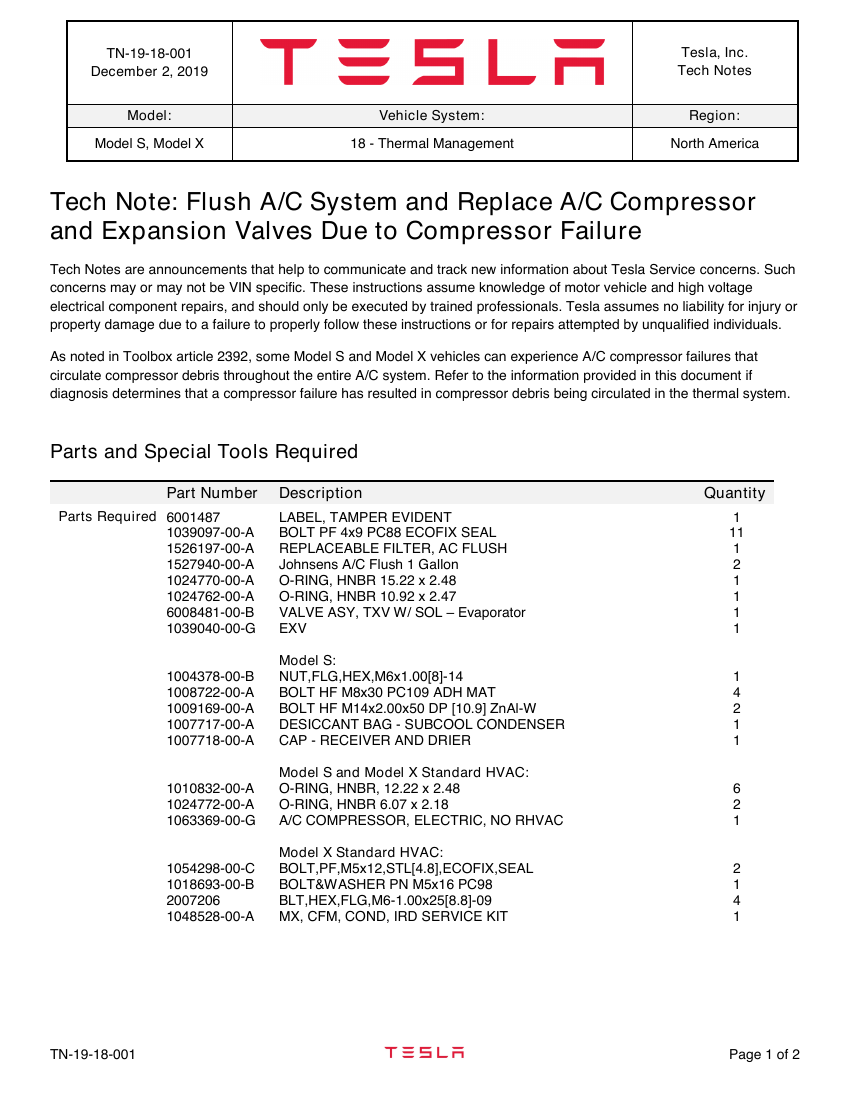 TN-19-18-001
December 2, 2019
TESLA
Tesla, Inc.
Tech Notes
Model:
Vehicle System:
Region:
Model S, Model X
18 - Thermal Management
North America
Tech Note: Flush A/C System and Replace A/C Compressor
and Expansion Valves Due to Compressor Failure
Tech Notes are announcements that help to communicate and track new information about Tesla Service concerns. Such
concerns may or may not be VIN specific. These instructions assume knowledge of motor vehicle and high voltage
electrical component repairs, and should only be executed by trained professionals. Tesla assumes no liability for injury or
property damage due to a failure to properly follow these instructions or for repairs attempted by unqualified individuals.
As noted in Toolbox article 2392, some Model S and Model X vehicles can experience A/C compressor failures that
circulate compressor debris throughout the entire A/C system. Refer to the information provided in this document if
diagnosis determines that a compressor failure has resulted in compressor debris being circulated in the thermal system.
Parts and Special Tools Required
Part Number Description Quantity
Parts Required 6001487 LABEL, TAMPER EVIDENT 1
1039097-00-A BOLT PF 4x9 PC88 ECOFIX SEAL 11
1526197-00-A REPLACEABLE FILTER, AC FLUSH 1
1527940-00-A Johnsens A/C Flush 1 Gallon 2
1024770-00-A O-RING, HNBR 15.22 x 2.48 1
1024762-00-A O-RING, HNBR 10.92 x 2.47 1
6008481-00-B VALVE ASY, TXV W/ SOL – Evaporator 1
1039040-00-G EXV 1
Model S:
1004378-00-B NUT,FLG,HEX,M6x1.00[8]-14 1
1008722-00-A BOLT HF M8x30 PC109 ADH MAT 4
1009169-00-A BOLT HF M14x2.00x50 DP [10.9] ZnAl-W 2
1007717-00-A DESICCANT BAG - SUBCOOL CONDENSER 1
1007718-00-A CAP - RECEIVER AND DRIER 1
Model S and Model X Standard HVAC:
1010832-00-A O-RING, HNBR, 12.22 x 2.48 6
1024772-00-A O-RING, HNBR 6.07 x 2.18 2
1063369-00-G A/C COMPRESSOR, ELECTRIC, NO RHVAC 1
Model X Standard HVAC:
1054298-00-C BOLT,PF,M5x12,STL[4.8],ECOFIX,SEAL 2
1018693-00-B BOLT&WASHER PN M5x16 PC98 1
2007206 BLT,HEX,FLG,M6-1.00x25[8.8]-09 4
1048528-00-A MX, CFM, COND, IRD SERVICE KIT 1
TN-19-18-001
TESLA
Page 1 of 2